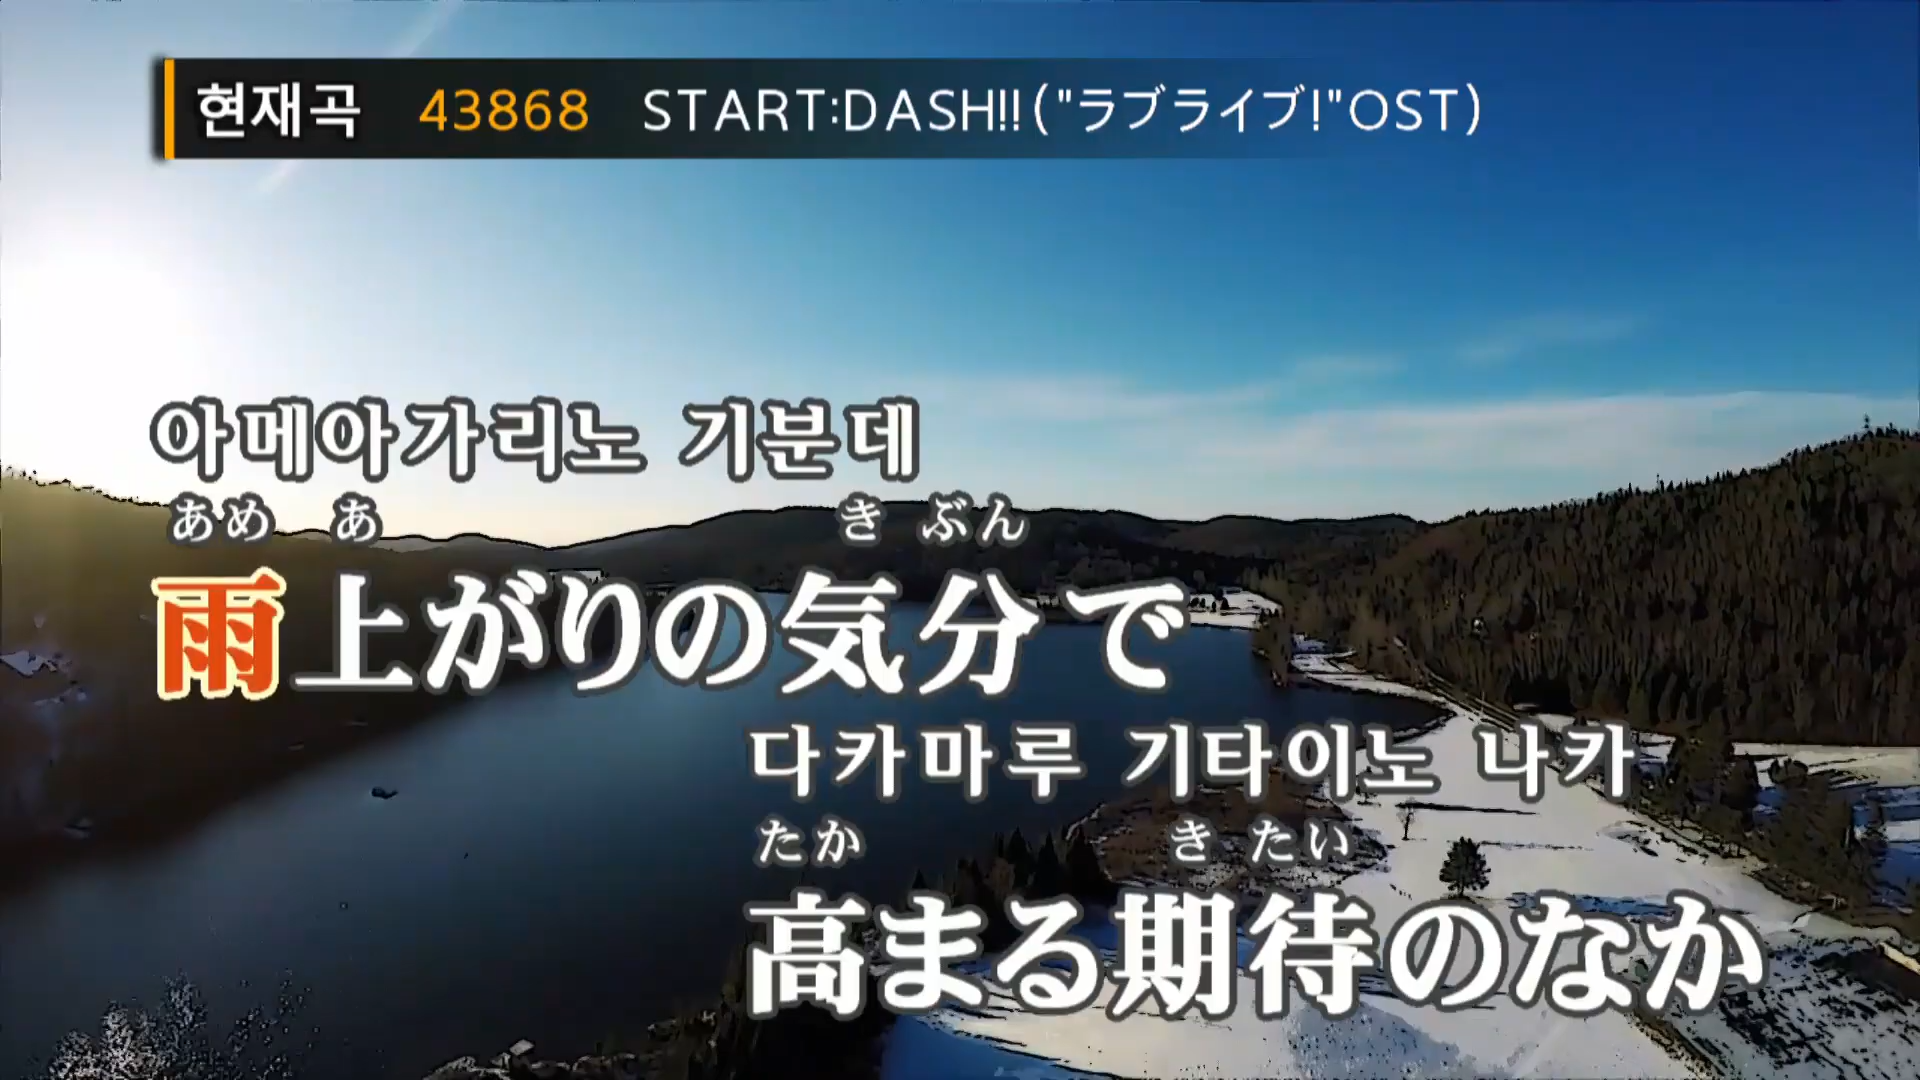 현재곡 43868 START:DASH!!("ラブライブ!"OST)
아메아가리노 기분데
あめ あ き ぶん
雨上がりの気分で
다카마루 기타이노 나카
たか き たい
高まる期待のなか